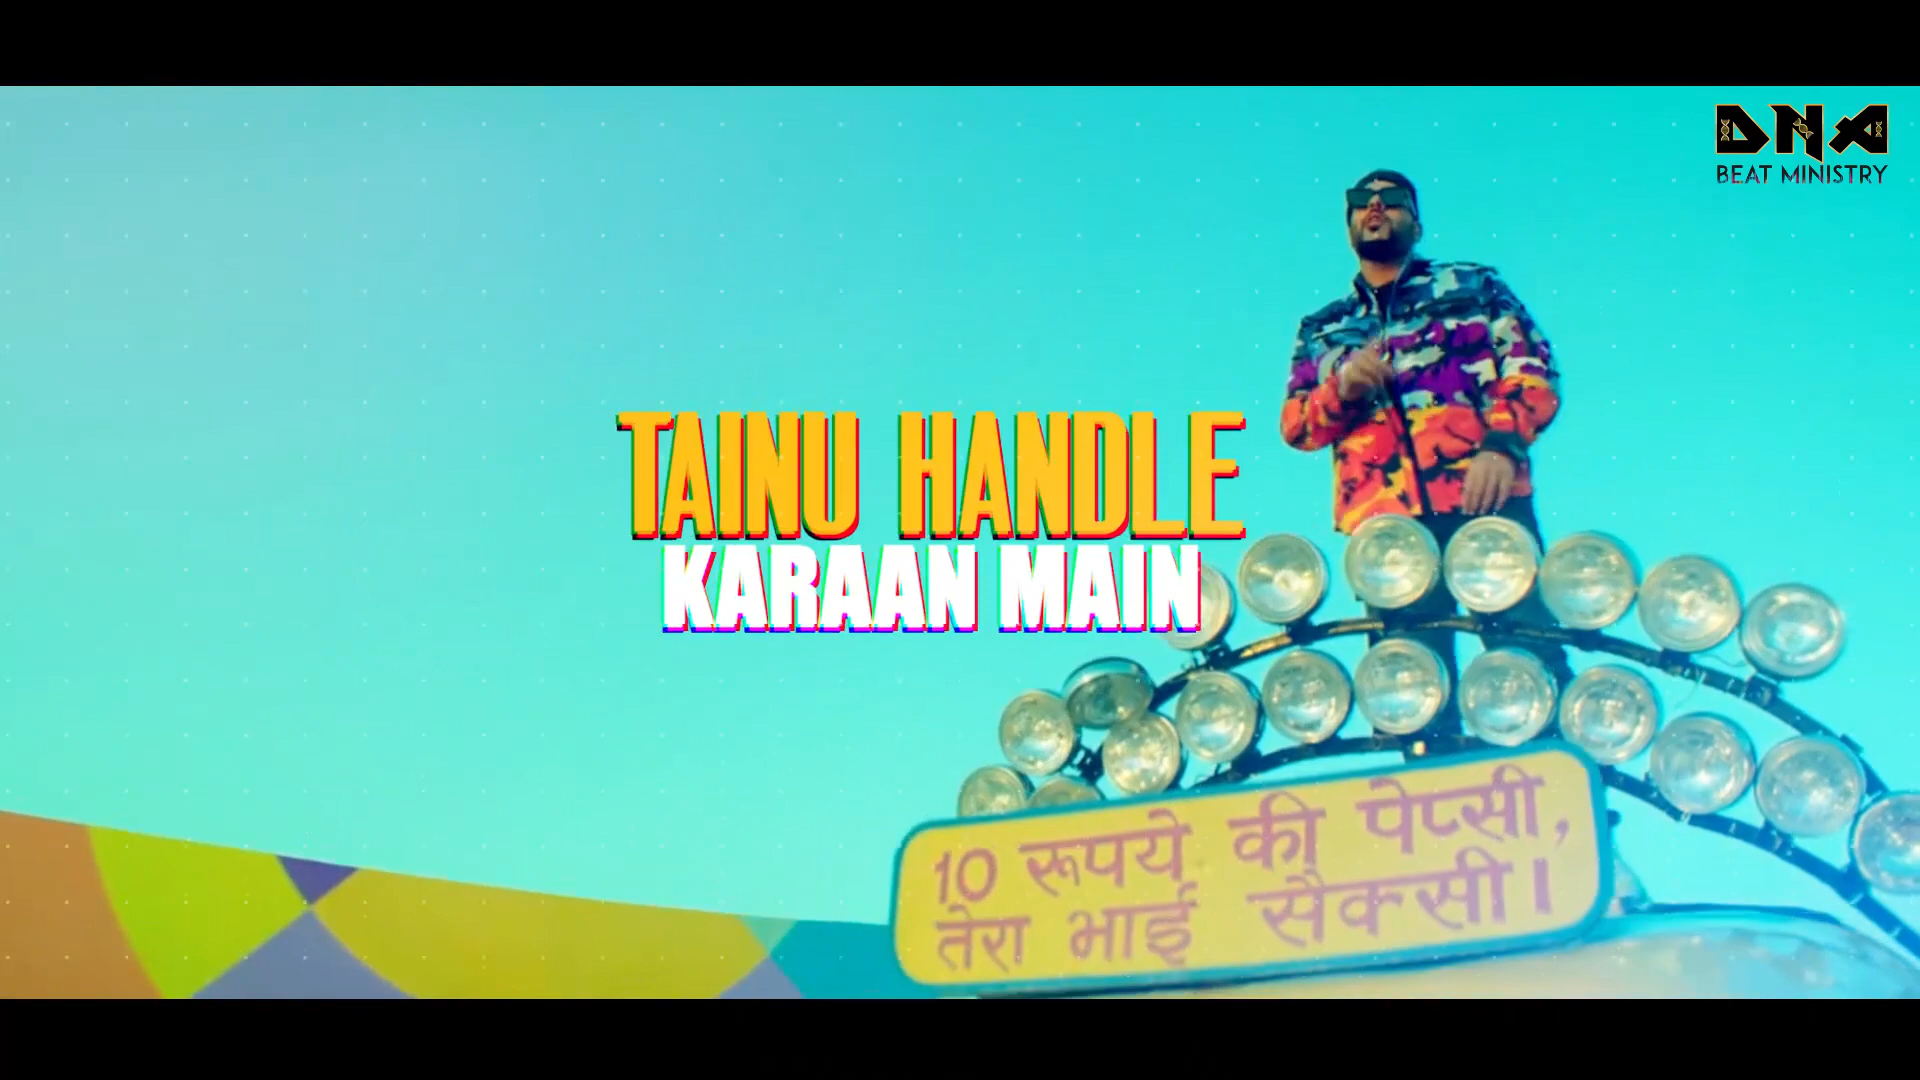 DNA
BEAT MINISTRY
TAINU HANDLE
KARAAN MAIN
10 रूपये की पेप्सी,
तेरा भाई सैक्सी।